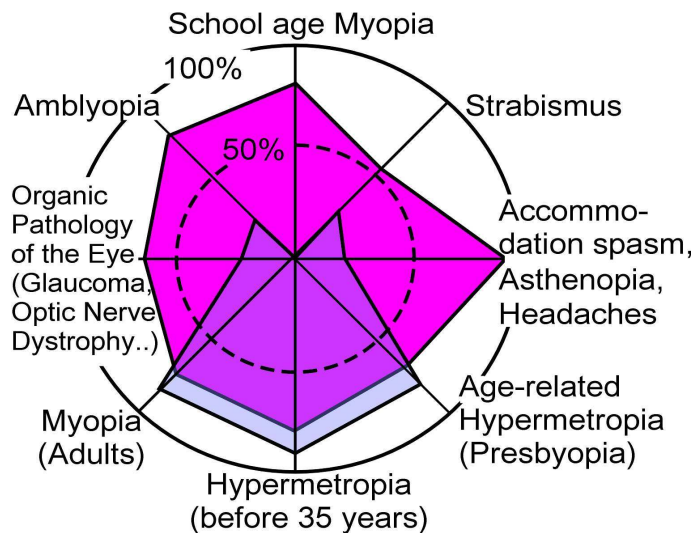 School age Myopia
100%
Amblyopia
Strabismus
50%
Organic
Pathology
of the Eye
(Glaucoma,
Optic Nerve
Dystrophy..)
Accommo-
dation spasm,
Asthenopia,
Headaches
Myopia
(Adults)
Age-related
Hypermetropia
(Presbyopia)
Hypermetropia
(before 35 years)